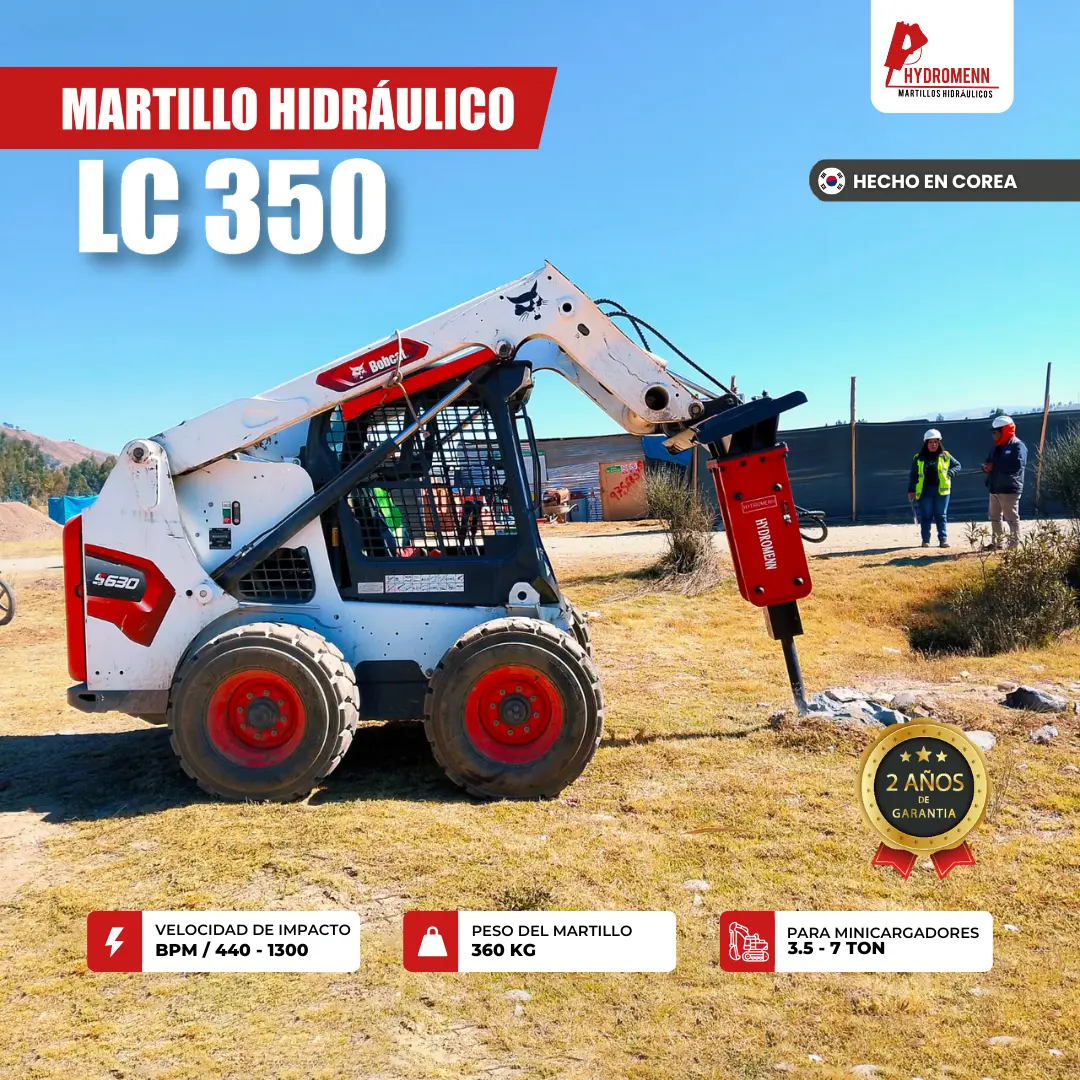 HYDROMENN
MARTILLOS HIDRÁULICOS
MARTILLO HIDRÁULICO
LC 350
HECHO EN COREA
Bobcat
HYDROMENN
HYDROMENN
S630
2 AÑOS
DE
GARANTIA
VELOCIDAD DE IMPACTO
BPM / 440 - 1300
PESO DEL MARTILLO
360 KG
PARA MINICARGADORES
3.5 - 7 TON